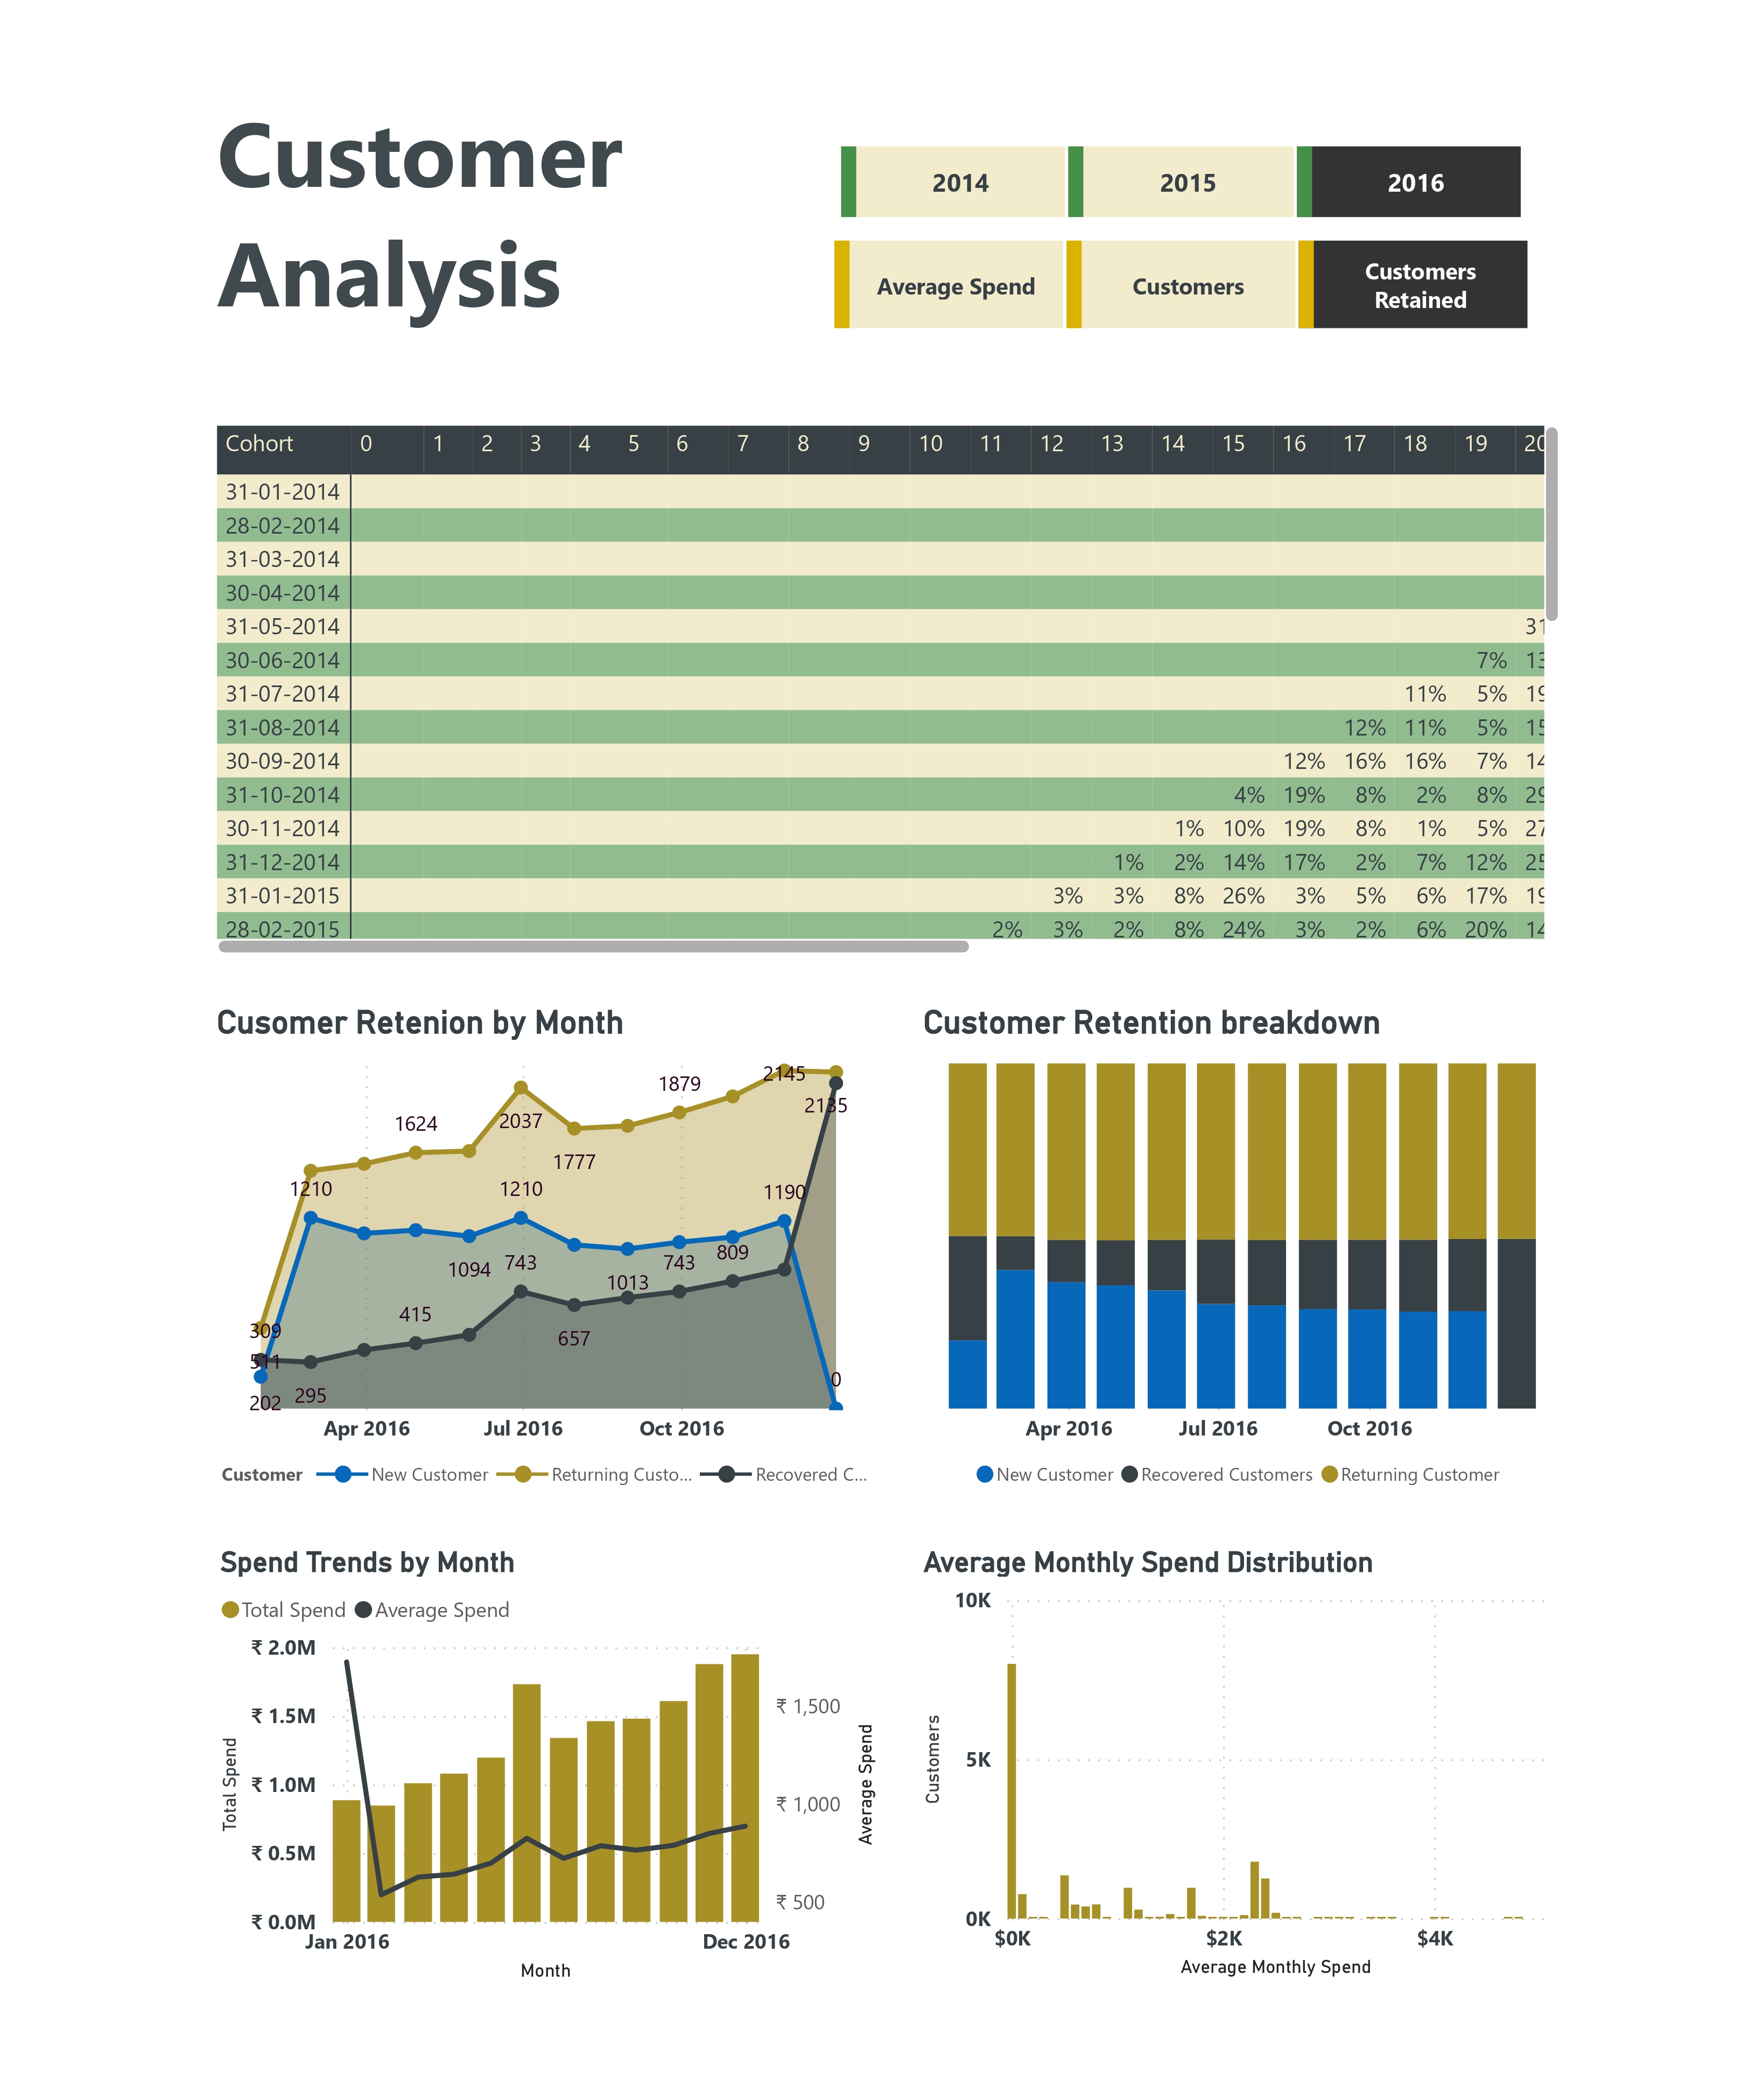 Customer
Analysis
2014 2015 2016
Average Spend Customers Customers
Retained
Cohort 0 1 2 3 4 5 6 7 8 9 10 11 12 13 14 15 16 17 18 19 20
31-01-2014
28-02-2014
31-03-2014
30-04-2014
31-05-2014 31
30-06-2014 7% 13
31-07-2014 11% 5% 19
31-08-2014 12% 11% 5% 15
30-09-2014 12% 16% 16% 7% 14
31-10-2014 4% 19% 8% 2% 8% 29
30-11-2014 1% 10% 19% 8% 1% 5% 27
31-12-2014 1% 2% 14% 17% 2% 7% 12% 25
31-01-2015 3% 3% 8% 26% 3% 5% 6% 17% 19
28-02-2015 2% 3% 2% 8% 24% 3% 2% 6% 20% 14
Cusomer Retenion by Month
2145
1879
2135
1624
2037
1777
1210
1210
1190
809
1094
743
743
1013
415
309
657
511
0
202
295
Apr 2016 Jul 2016 Oct 2016
Customer New Customer Returning Custo... Recovered C...
Customer Retention breakdown
Apr 2016 Jul 2016 Oct 2016
New Customer Recovered Customers Returning Customer
Spend Trends by Month
Total Spend Average Spend
₹ 2.0M
₹ 1.5M
₹ 1.0M
₹ 0.5M
₹ 0.0M
Total Spend
₹ 1,500
₹ 1,000
₹ 500
Average Spend
Jan 2016 Dec 2016
Month
Average Monthly Spend Distribution
10K
5K
0K
Customers
$0K $2K $4K
Average Monthly Spend